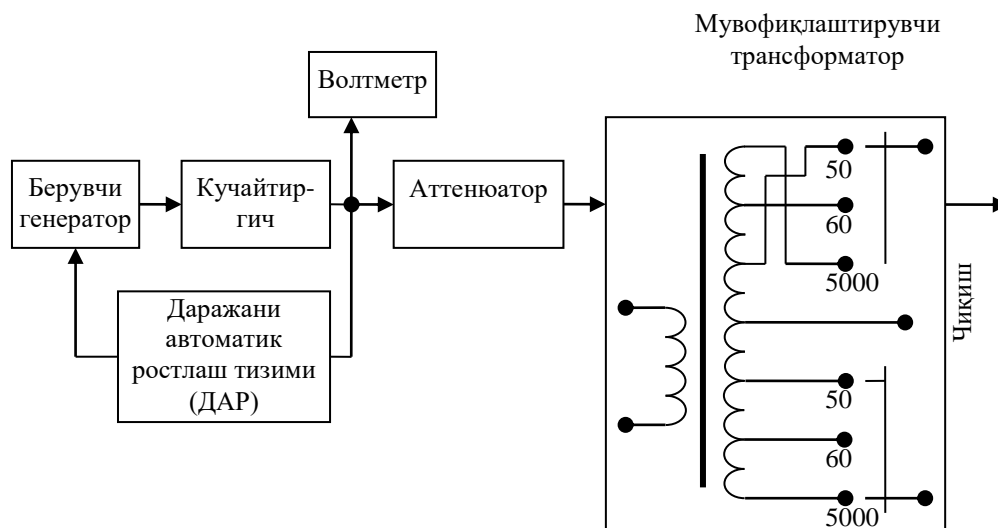 Мувофиқлаштирувчи
трансформатор
Волтметр
Берувчи
генератор
Кучайтир-
гич
Аттенюатор
Даражани
автоматик
ростлаш тизими
(ДАР)
50
60
5000
50
60
5000
Чиқиш